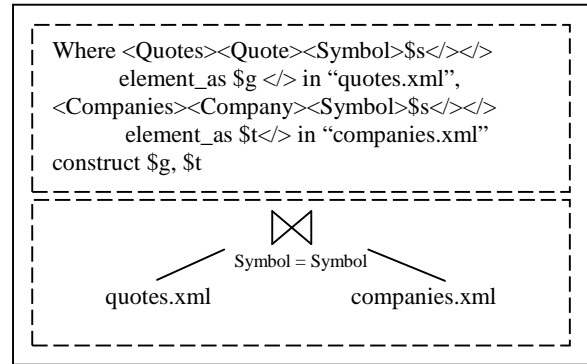 Where <Quotes><Quote><Symbol>$s</></>
element_as $g </> in “quotes.xml”,
<Companies><Company><Symbol>$s</></>
element_as $t</> in “companies.xml”
construct $g, $t
Symbol = Symbol
quotes.xml companies.xml